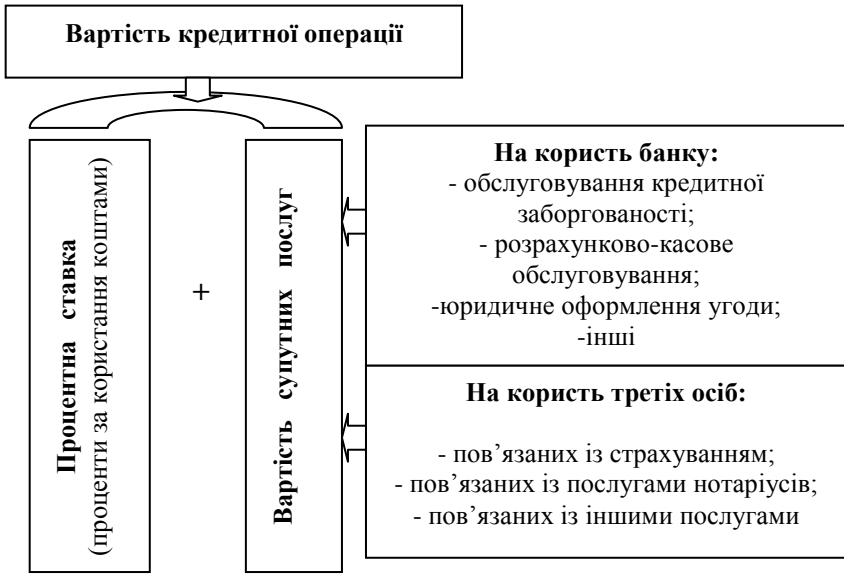 Вартість кредитної операції
Процентна ставка
(проценти за користання коштами)
+
Вартість супутних послуг
На користь банку:
- обслуговування кредитної
заборгованості;
- розрахунково-касове
обслуговування;
-юридичне оформлення угоди;
-інші
На користь третіх осіб:
- пов’язаних із страхуванням;
- пов’язаних із послугами нотаріусів;
- пов’язаних із іншими послугами